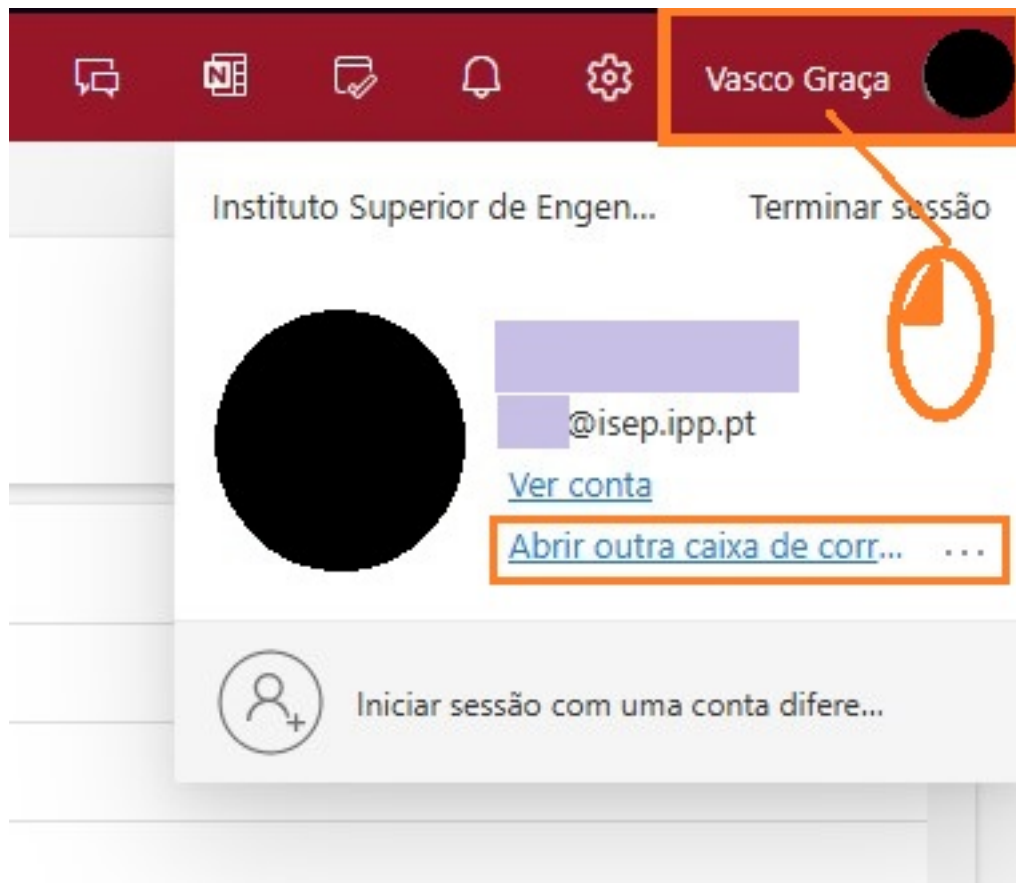 Vasco Graça
Instituto Superior de Engen...
Terminar sessão
@isep.ipp.pt
Ver conta
Abrir outra caixa de corr... ...
Iniciar sessão com uma conta difere...